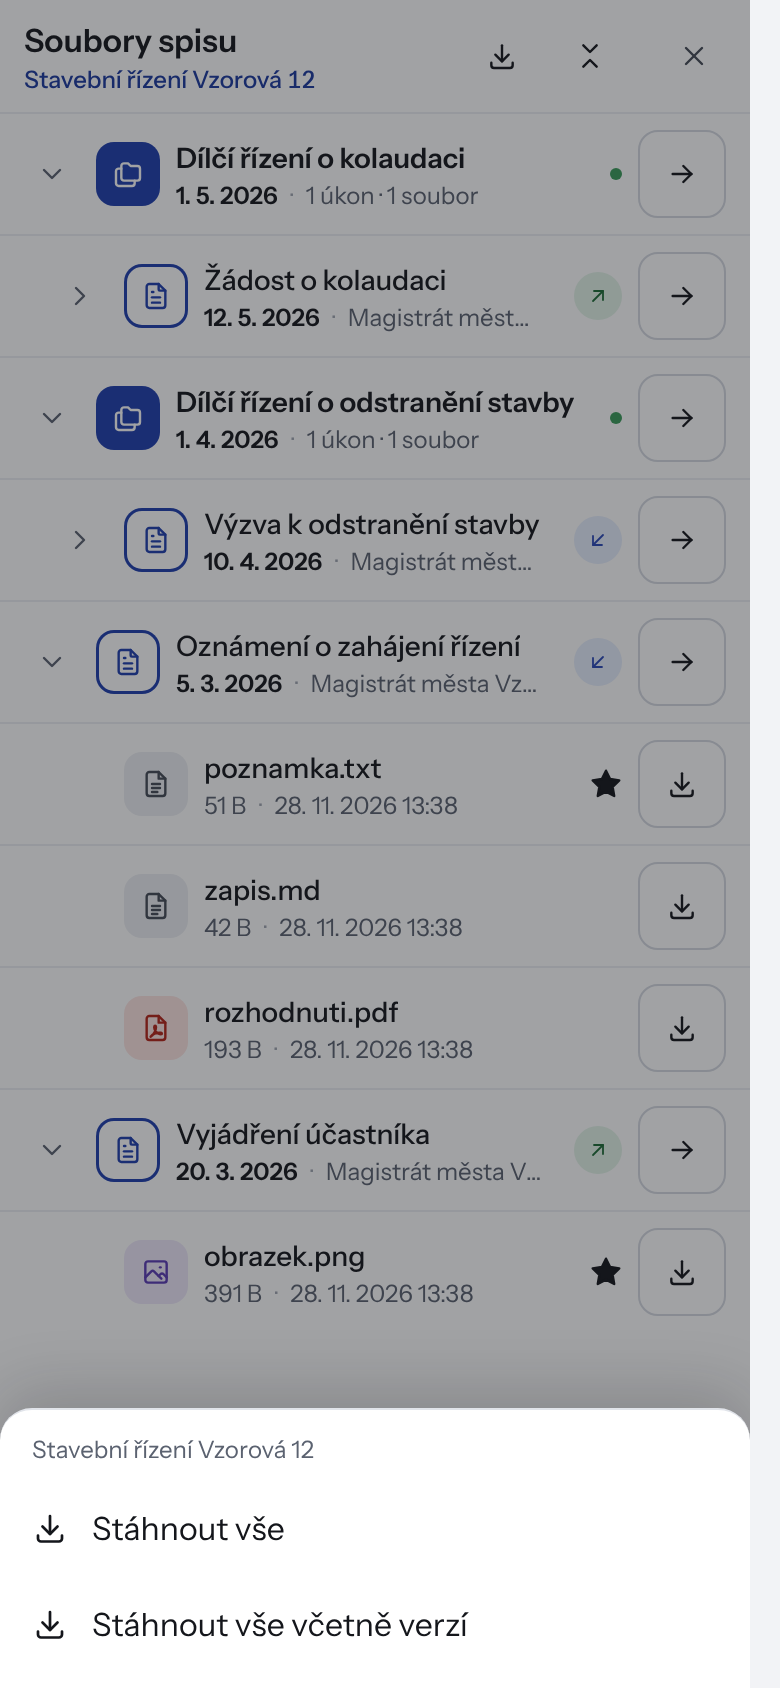 Soubory spisu
Stavební řízení Vzorová 12
Dílčí řízení o kolaudaci
1. 5. 2026 · 1 úkon · 1 soubor
Žádost o kolaudaci
12. 5. 2026 · Magistrát měst...
Dílčí řízení o odstranění stavby
1. 4. 2026 · 1 úkon · 1 soubor
Výzva k odstranění stavby
10. 4. 2026 · Magistrát měst...
Oznámení o zahájení řízení
5. 3. 2026 · Magistrát města Vz...
poznamka.txt
51 B · 28. 11. 2026 13:38
zapis.md
42 B · 28. 11. 2026 13:38
rozhodnuti.pdf
193 B · 28. 11. 2026 13:38
Vyjádření účastníka
20. 3. 2026 · Magistrát města V...
obrazek.png
391 B · 28. 11. 2026 13:38
Stavební řízení Vzorová 12
Stáhnout vše
Stáhnout vše včetně verzí